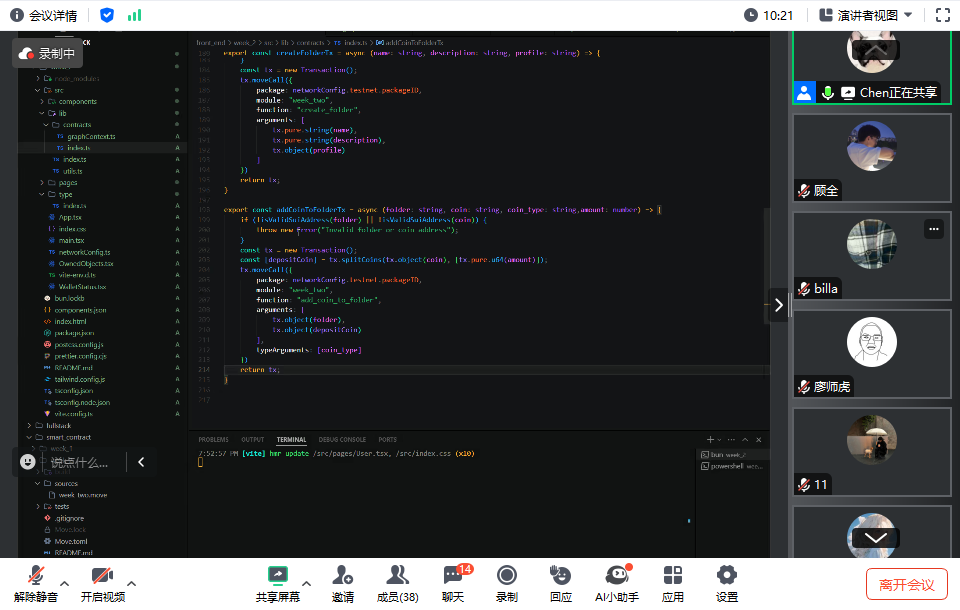 会议详情
10:21
演讲者视图
录制中
front_end > week_2 > src > lib > contracts > TS index.ts > addCoinToFolderTx
node_modules
src
components
lib
contracts
TS graphContext.ts A
TS index.ts A
TS index.ts A
TS utils.ts A
pages
type
TS index.ts A
App.tsx A
index.css A
main.tsx A
TS networkConfig.ts A
OwnedObjects.tsx A
TS vite-env.d.ts A
WalletStatus.tsx A
bun.lockb A
components.json A
index.html A
package.json A
postcss.config.js A
prettier.config.cjs A
README.md A
tailwind.config.js A
tsconfig.json A
tsconfig.node.json A
vite.config.ts A
fullstack
smart_contract
week_1
说点什么...
sources
week_two.move
tests
.gitignore
Move.lock
Move.toml
README.md
export const createFolderTx = async (name: string, description: string, profile: string) => {
}
const tx = new Transaction();
tx.moveCall({
package: networkConfig.testnet.packageID,
module: "week_two",
function: "create_folder",
arguments: [
tx.pure.string(name),
tx.pure.string(description),
tx.object(profile)
]
})
return tx;
}
export const addCoinToFolderTx = async (folder: string, coin: string, coin_type: string,amount: number) => {
if (!isValidSuiAddress(folder) || !isValidSuiAddress(coin)) {
throw new Error("Invalid folder or coin address");
}
const tx = new Transaction();
const [depositCoin] = tx.splitCoins(tx.object(coin), [tx.pure.u64(amount)]);
tx.moveCall({
package: networkConfig.testnet.packageID,
module: "week_two",
function: "add_coin_to_folder",
arguments: [
tx.object(folder),
tx.object(depositCoin)
],
typeArguments: [coin_type]
})
214 return tx;
}
PROBLEMS OUTPUT TERMINAL DEBUG CONSOLE PORTS
7:52:57 PM [vite] hmr update /src/pages/User.tsx, /src/index.css (x10)
bun week_2
powershell wee...
Chen正在共享
顾全
billa
廖师虎
11
解除静音
开启视频
共享屏幕
邀请
成员(38)
14
聊天
录制
回应
AI小助手
应用
设置
离开会议